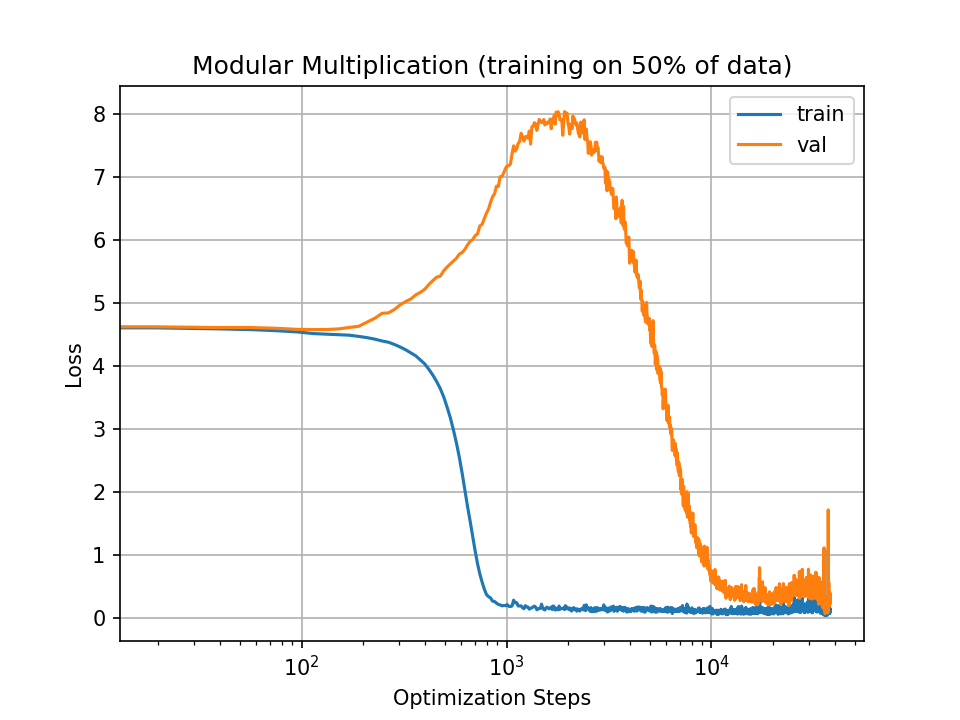 Modular Multiplication (training on 50% of data)
train
val
8
7
6
5
4
3
2
1
0
Loss
10²
10³
10⁴
Optimization Steps